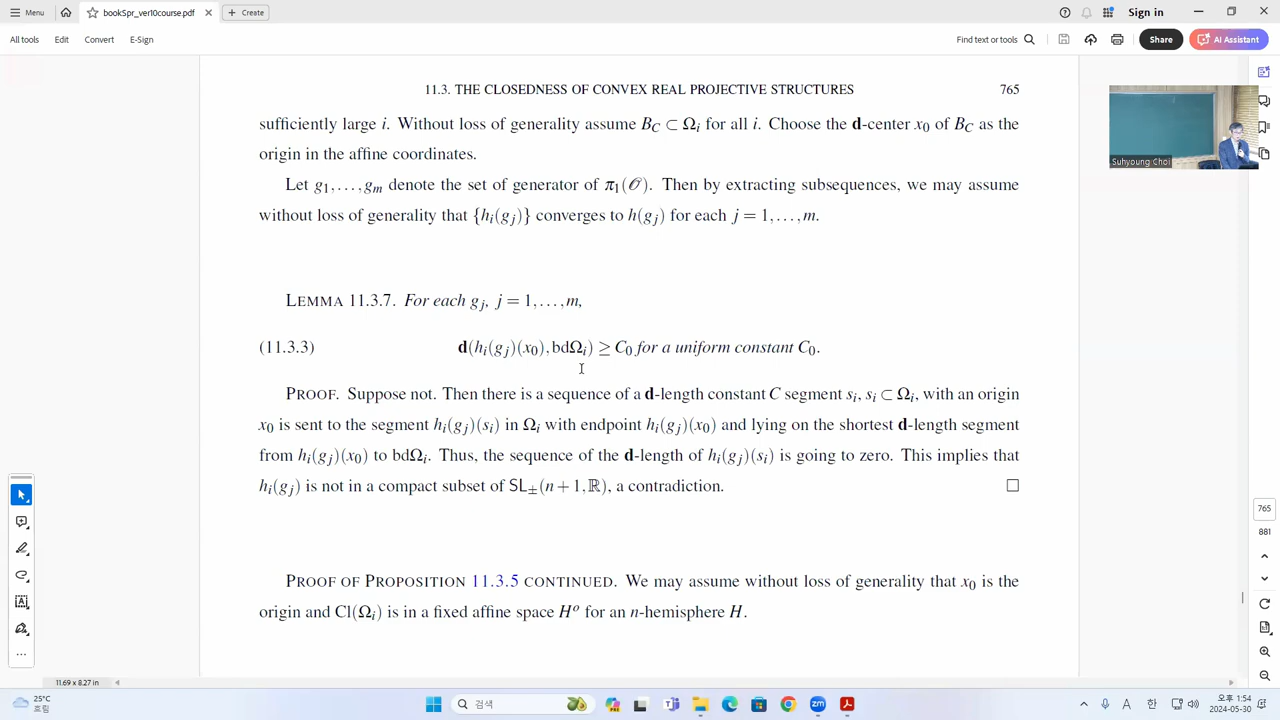 Menu bookSpr_ver10course.pdf × + Create Sign in
All tools Edit Convert E-Sign Find text or tools Share AI Assistant
11.3. THE CLOSEDNESS OF CONVEX REAL PROJECTIVE STRUCTURES 765
sufficiently large i. Without loss of generality assume B_C ⊂ Ω_i for all i. Choose the d-center x_0 of B_C as the
origin in the affine coordinates.
Let g_1,...,g_m denote the set of generator of π_1(𝒪). Then by extracting subsequences, we may assume
without loss of generality that {h_i(g_j)} converges to h(g_j) for each j = 1,...,m.
LEMMA 11.3.7. For each g_j, j = 1,...,m,
(11.3.3) d(h_i(g_j)(x_0), bdΩ_i) ≥ C_0 for a uniform constant C_0.
PROOF. Suppose not. Then there is a sequence of a d-length constant C segment s_i, s_i ⊂ Ω_i, with an origin
x_0 is sent to the segment h_i(g_j)(s_i) in Ω_i with endpoint h_i(g_j)(x_0) and lying on the shortest d-length segment
from h_i(g_j)(x_0) to bdΩ_i. Thus, the sequence of the d-length of h_i(g_j)(s_i) is going to zero. This implies that
h_i(g_j) is not in a compact subset of SL_±(n+1,ℝ), a contradiction. □
PROOF OF PROPOSITION 11.3.5 CONTINUED. We may assume without loss of generality that x_0 is the
origin and Cl(Ω_i) is in a fixed affine space H^o for an n-hemisphere H.
Suhyoung Choi
765
881
11.69 x 8.27 in
25°C
흐림
검색
A 한
오후 1:54
2024-05-30